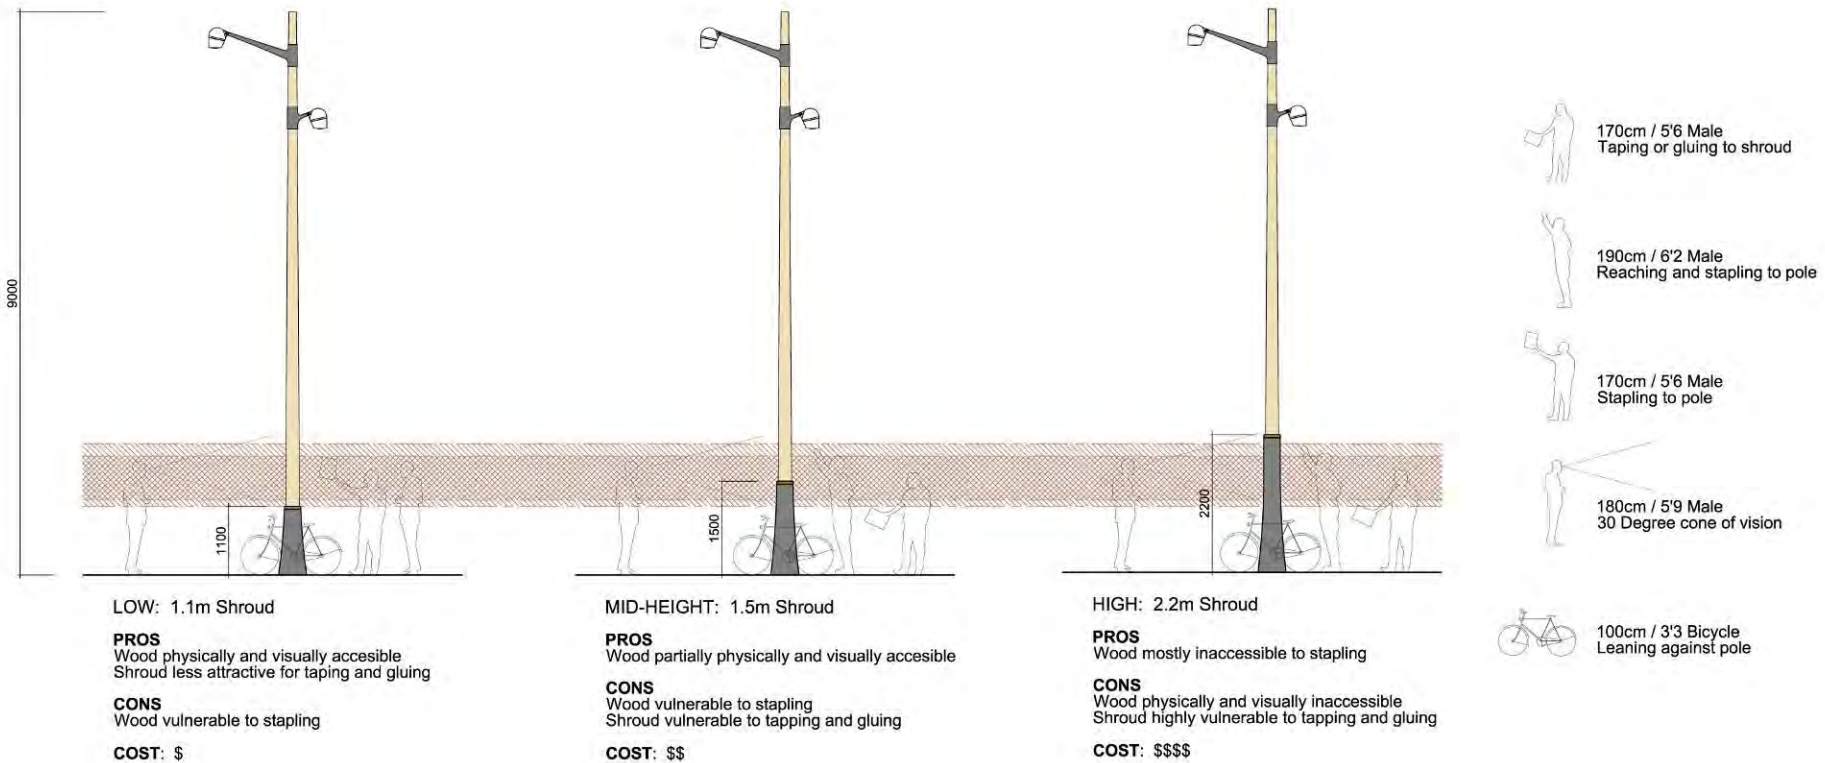 9000
1100
LOW: 1.1m Shroud
PROS
Wood physically and visually accesible
Shroud less attractive for taping and gluing
CONS
Wood vulnerable to stapling
COST: $
1500
MID-HEIGHT: 1.5m Shroud
PROS
Wood partially physically and visually accesible
CONS
Wood vulnerable to stapling
Shroud vulnerable to tapping and gluing
COST: $$
2200
HIGH: 2.2m Shroud
PROS
Wood mostly inaccessible to stapling
CONS
Wood physically and visually inaccessible
Shroud highly vulnerable to tapping and gluing
COST: $$$$
170cm / 5'6 Male
Taping or gluing to shroud
190cm / 6'2 Male
Reaching and stapling to pole
170cm / 5'6 Male
Stapling to pole
180cm / 5'9 Male
30 Degree cone of vision
100cm / 3'3 Bicycle
Leaning against pole